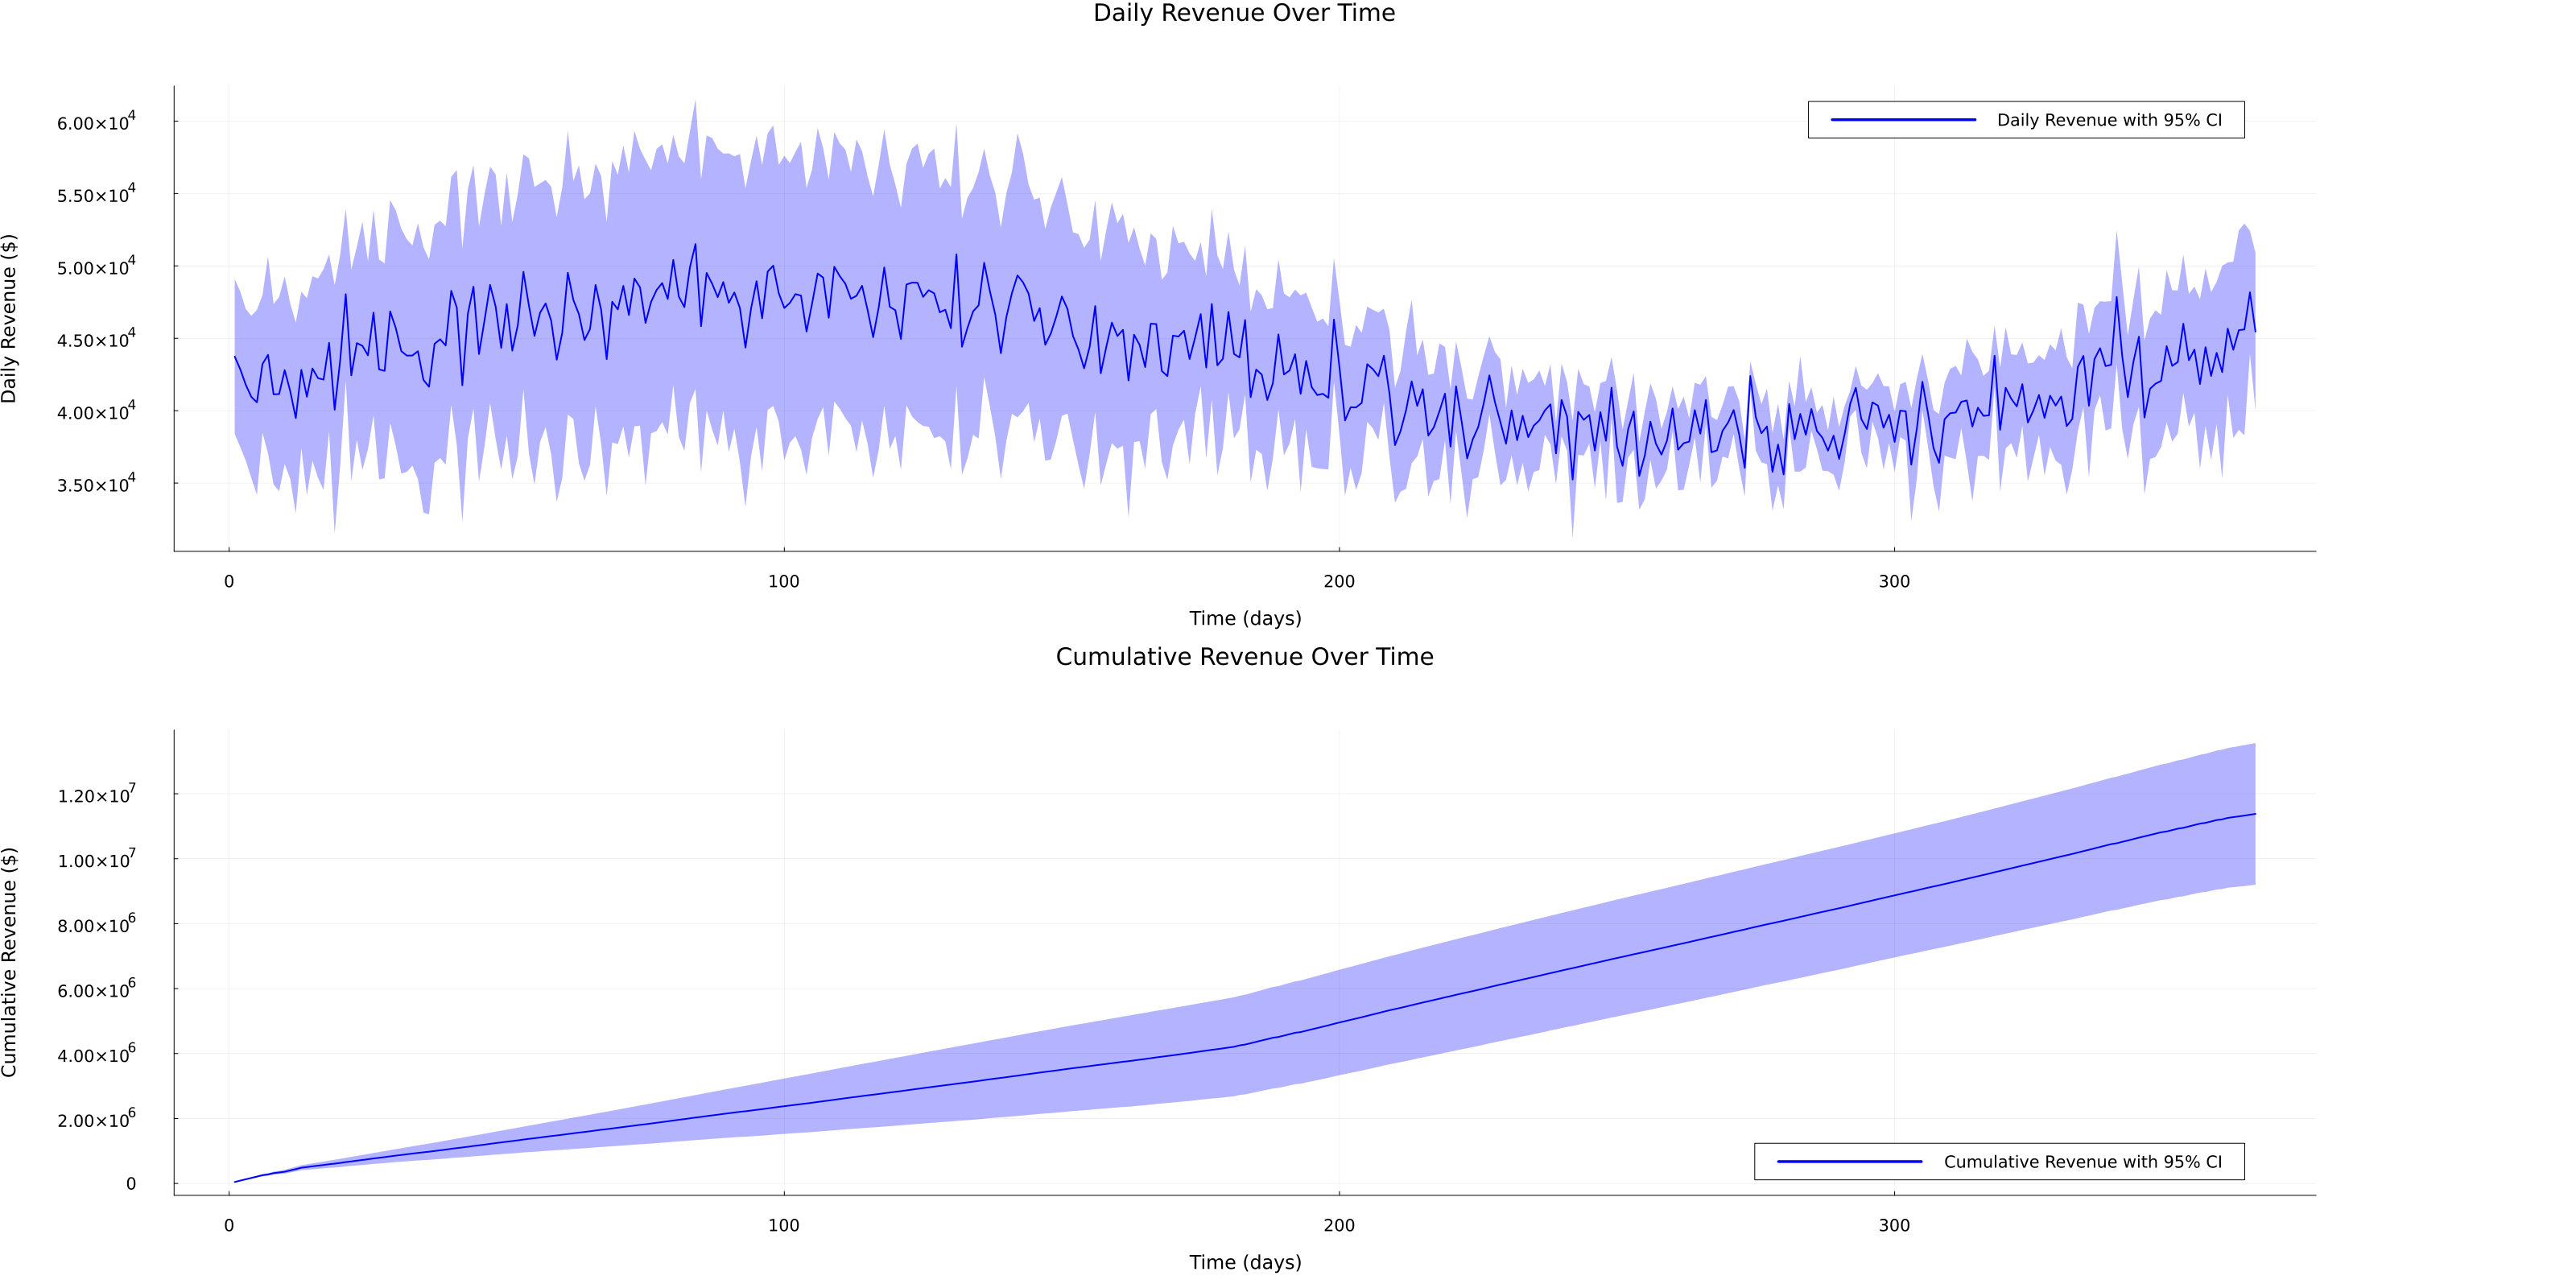 Daily Revenue Over Time
Daily Revenue ($)
6.00×10⁴
5.50×10⁴
5.00×10⁴
4.50×10⁴
4.00×10⁴
3.50×10⁴
Daily Revenue with 95% CI
0 100 200 300
Time (days)
Cumulative Revenue Over Time
Cumulative Revenue ($)
1.20×10⁷
1.00×10⁷
8.00×10⁶
6.00×10⁶
4.00×10⁶
2.00×10⁶
0
Cumulative Revenue with 95% CI
0 100 200 300
Time (days)